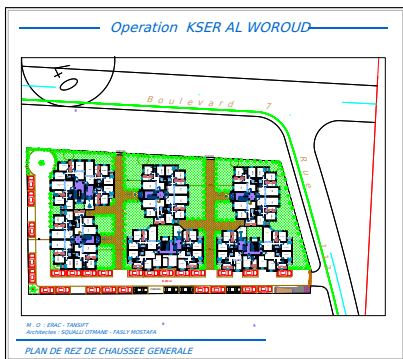 Operation KSER AL WOROUD
Boulevard 7
Rue
M . O : ERAC - TANSIFT
Architectes : SQUALLI OTMANE - FASLY MOSTAFA
PLAN DE REZ DE CHAUSSEE GENERALE